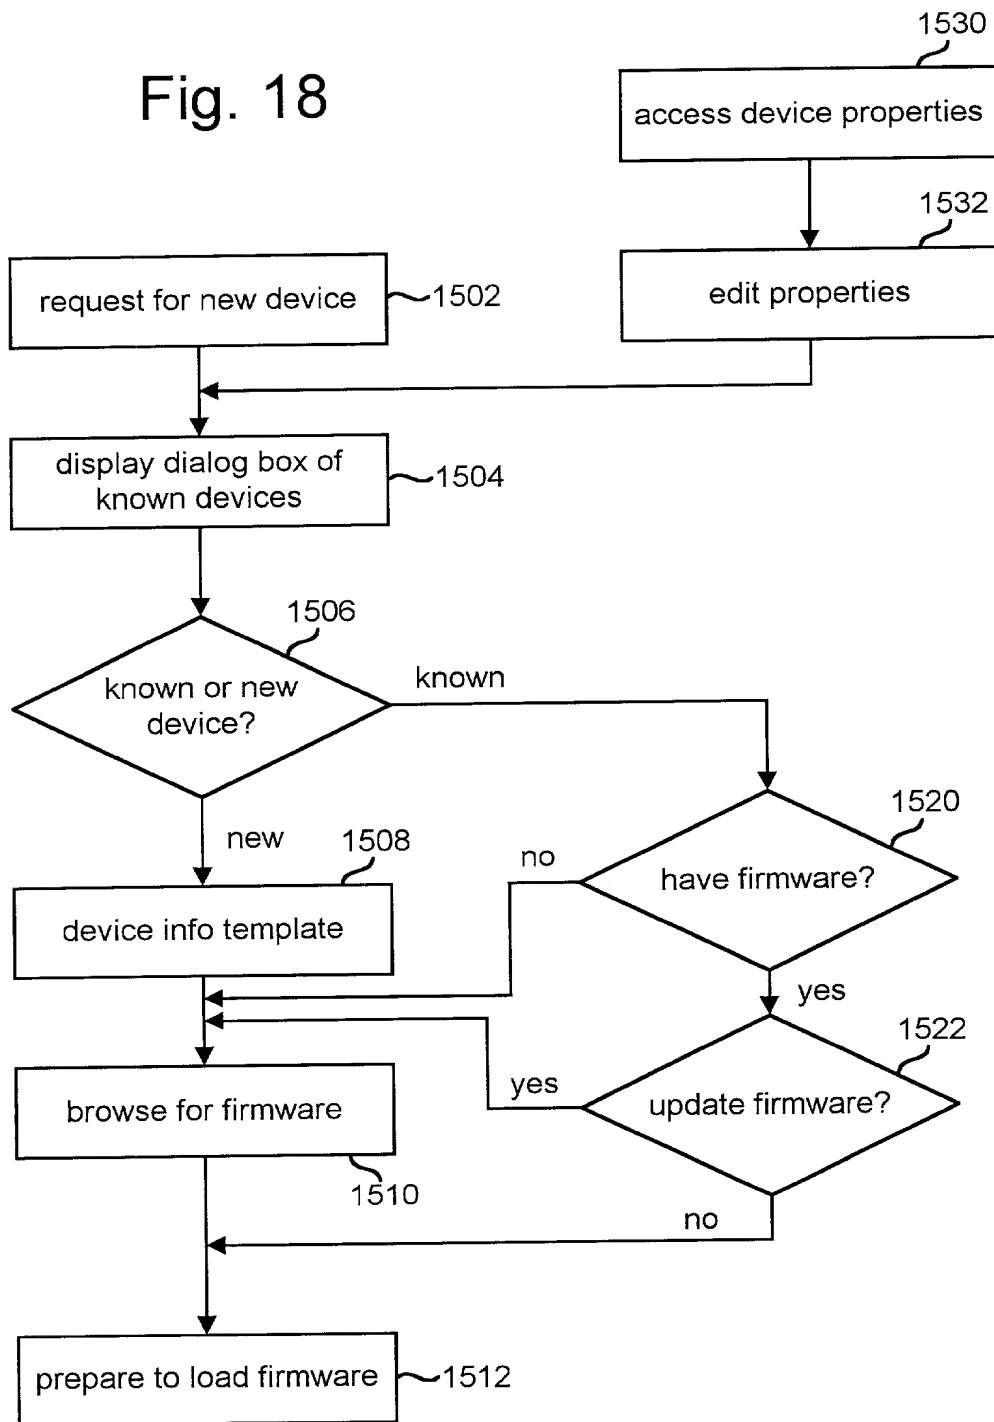 Fig. 18
1530
access device properties
1532
edit properties
request for new device
1502
display dialog box of
known devices
1504
1506
known or new
device?
known
new
1508
device info template
1520
have firmware?
no
yes
1522
update firmware?
yes
no
browse for firmware
1510
prepare to load firmware
1512